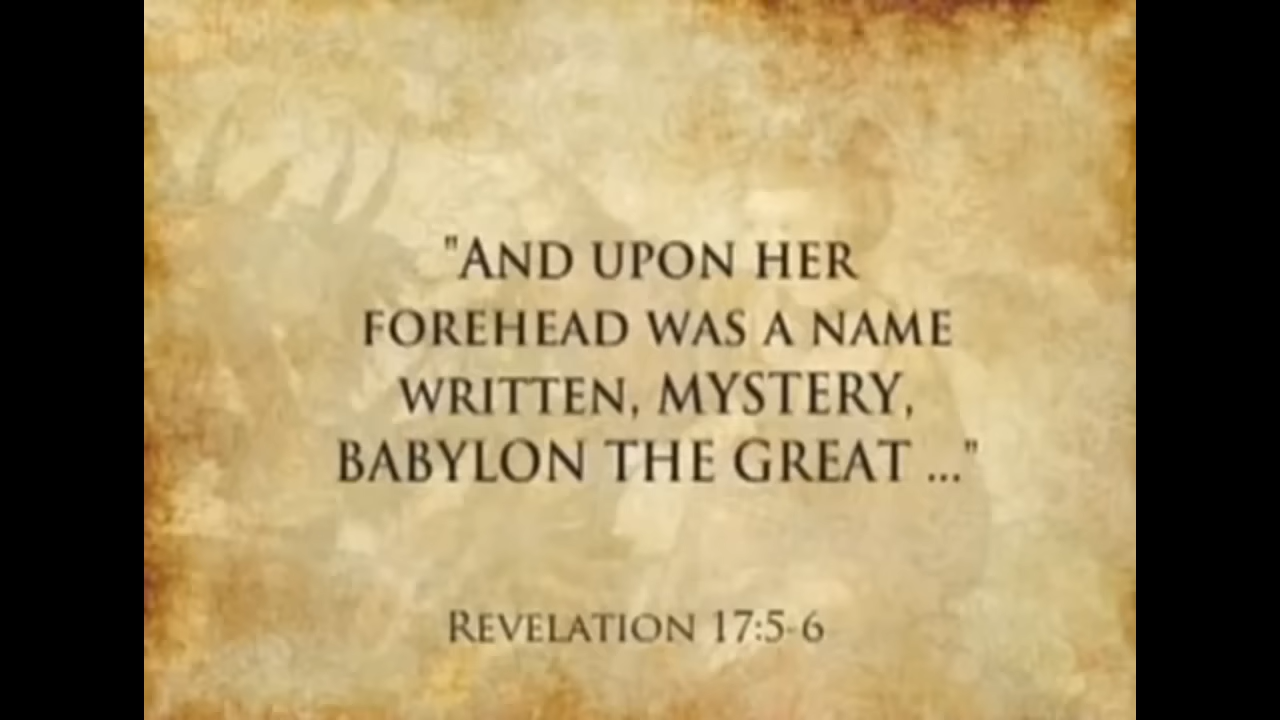 "And upon her
forehead was a name
written, MYSTERY,
BABYLON THE GREAT ..."
Revelation 17:5-6